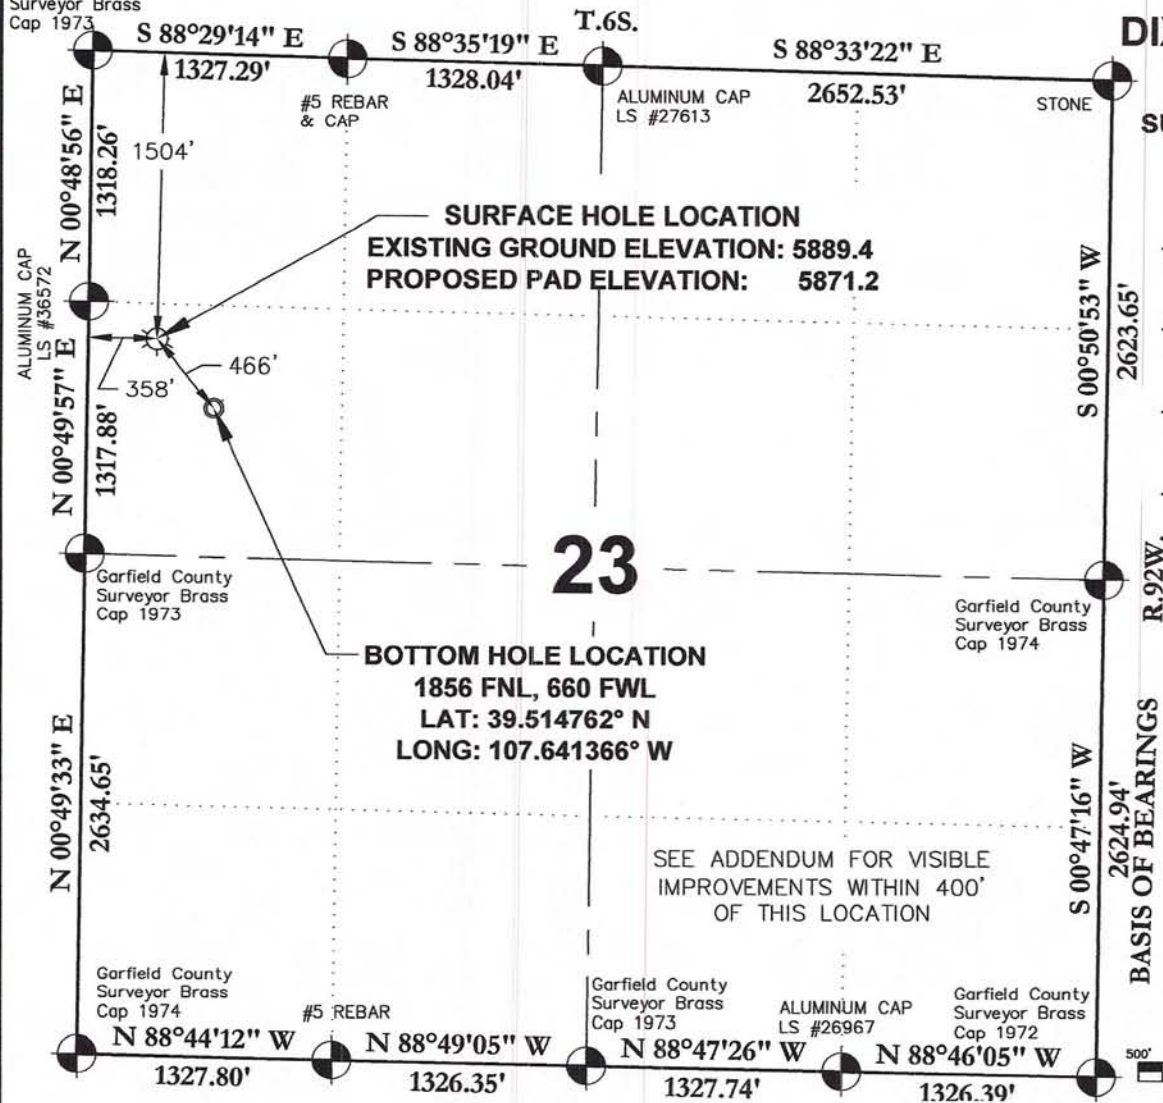 Surveyor Brass
Cap 1973
T.6S.
S 88°29'14" E
1327.29'
S 88°35'19" E
1328.04'
S 88°33'22" E
2652.53'
#5 REBAR
& CAP
ALUMINUM CAP
LS #27613
STONE
N 00°48'56" E
1318.26'
1504'
SURFACE HOLE LOCATION
EXISTING GROUND ELEVATION: 5889.4
PROPOSED PAD ELEVATION: 5871.2
ALUMINUM CAP
LS #36572
N 00°49'57" E
1317.88'
358'
466'
S 00°50'53" W
2623.65'
23
Garfield County
Surveyor Brass
Cap 1973
Garfield County
Surveyor Brass
Cap 1974
R.92W.
BOTTOM HOLE LOCATION
1856 FNL, 660 FWL
LAT: 39.514762° N
LONG: 107.641366° W
N 00°49'33" E
2634.65'
S 00°47'16" W
2624.94'
BASIS OF BEARINGS
SEE ADDENDUM FOR VISIBLE
IMPROVEMENTS WITHIN 400'
OF THIS LOCATION
Garfield County
Surveyor Brass
Cap 1974
#5 REBAR
Garfield County
Surveyor Brass
Cap 1973
ALUMINUM CAP
LS #26967
Garfield County
Surveyor Brass
Cap 1972
N 88°44'12" W
1327.80'
N 88°49'05" W
1326.35'
N 88°47'26" W
1327.74'
N 88°46'05" W
1326.39'
500'